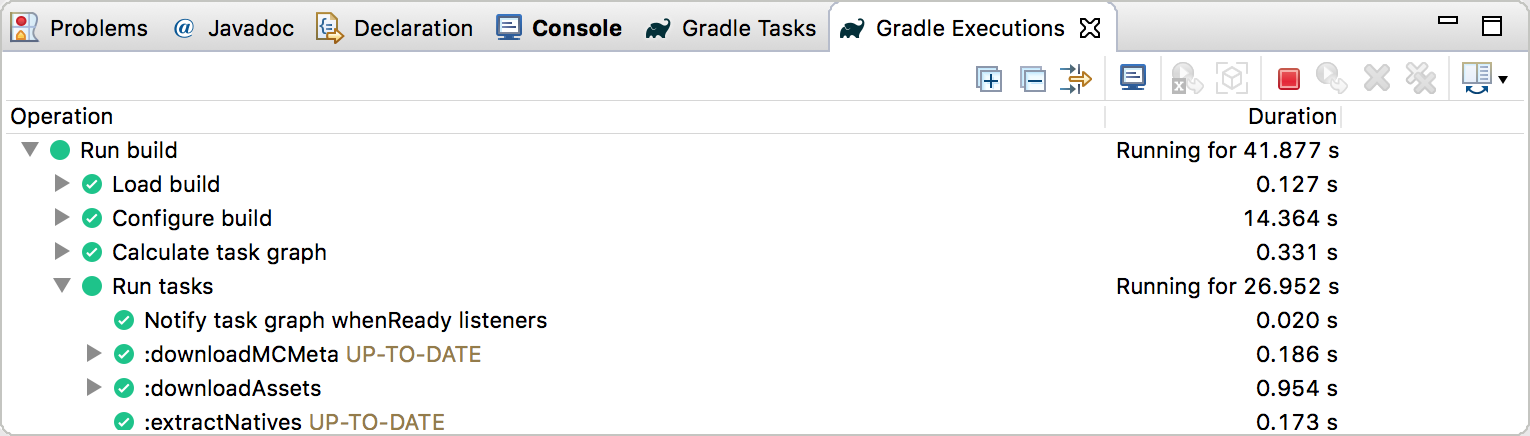 Problems @ Javadoc Declaration Console Gradle Tasks Gradle Executions
Operation Duration
Run build Running for 41.877 s
Load build 0.127 s
Configure build 14.364 s
Calculate task graph 0.331 s
Run tasks Running for 26.952 s
Notify task graph whenReady listeners 0.020 s
:downloadMCMeta UP-TO-DATE 0.186 s
:downloadAssets 0.954 s
:extractNatives UP-TO-DATE 0.173 s